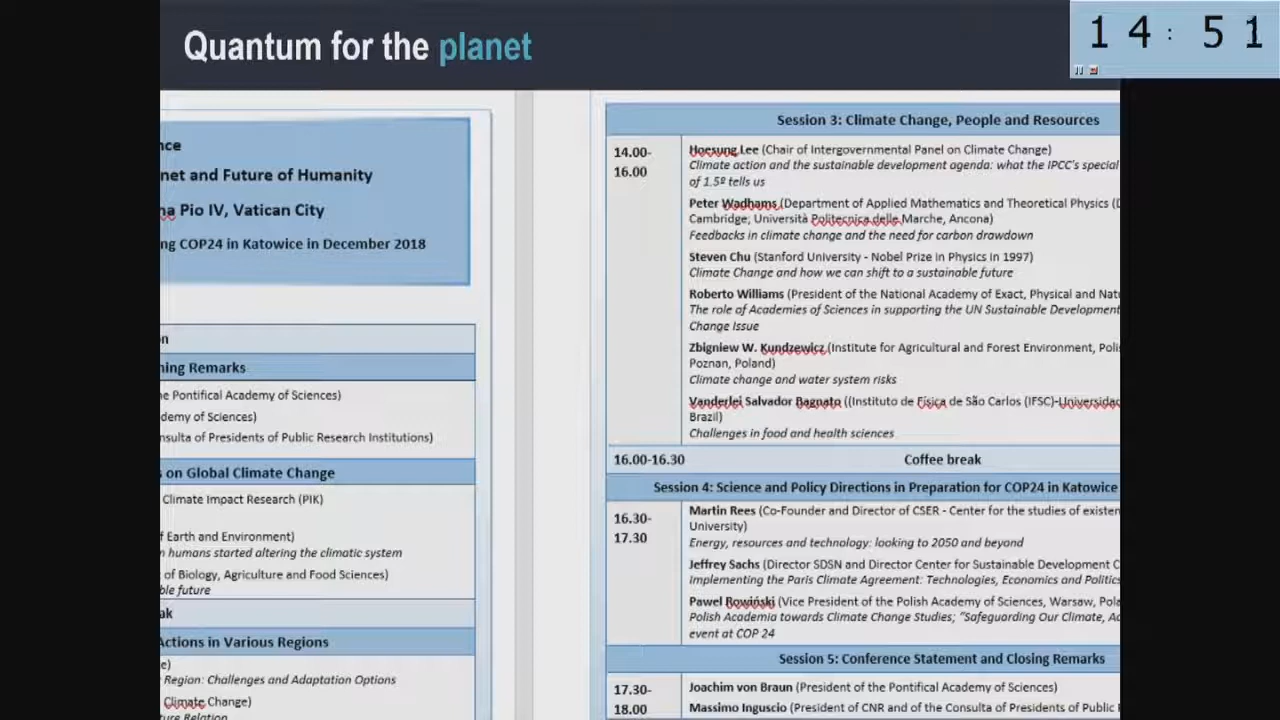 Quantum for the planet
14:51
nce
net and Future of Humanity
na Pio IV, Vatican City
ng COP24 in Katowice in December 2018
n
ning Remarks
e Pontifical Academy of Sciences)
demy of Sciences)
nsulta of Presidents of Public Research Institutions)
s on Global Climate Change
Climate Impact Research (PIK)
f Earth and Environment)
n humans started altering the climatic system
of Biology, Agriculture and Food Sciences)
ble future
ak
Actions in Various Regions
e)
Region: Challenges and Adaptation Options
Climate Change)
ture Relation
Session 3: Climate Change, People and Resources
14.00-
16.00
Hoesung Lee (Chair of Intergovernmental Panel on Climate Change)
Climate action and the sustainable development agenda: what the IPCC's special
of 1.5º tells us
Peter Wadhams (Department of Applied Mathematics and Theoretical Physics (D
Cambridge; Università Politecnica delle Marche, Ancona)
Feedbacks in climate change and the need for carbon drawdown
Steven Chu (Stanford University - Nobel Prize in Physics in 1997)
Climate Change and how we can shift to a sustainable future
Roberto Williams (President of the National Academy of Exact, Physical and Natu
The role of Academies of Sciences in supporting the UN Sustainable Development
Change Issue
Zbigniew W. Kundzewicz (Institute for Agricultural and Forest Environment, Poli
Poznan, Poland)
Climate change and water system risks
Vanderlei Salvador Bagnato ((Instituto de Física de São Carlos (IFSC)-Universidad
Brazil)
Challenges in food and health sciences
16.00-16.30 Coffee break
Session 4: Science and Policy Directions in Preparation for COP24 in Katowice
16.30-
17.30
Martin Rees (Co-Founder and Director of CSER - Center for the studies of existen
University)
Energy, resources and technology: looking to 2050 and beyond
Jeffrey Sachs (Director SDSN and Director Center for Sustainable Development C
Implementing the Paris Climate Agreement: Technologies, Economics and Politics
Pawel Rowiński (Vice President of the Polish Academy of Sciences, Warsaw, Pola
Polish Academia towards Climate Change Studies; "Safeguarding Our Climate, Ad
event at COP 24
Session 5: Conference Statement and Closing Remarks
17.30-
18.00
Joachim von Braun (President of the Pontifical Academy of Sciences)
Massimo Inguscio (President of CNR and of the Consulta of Presidents of Public R